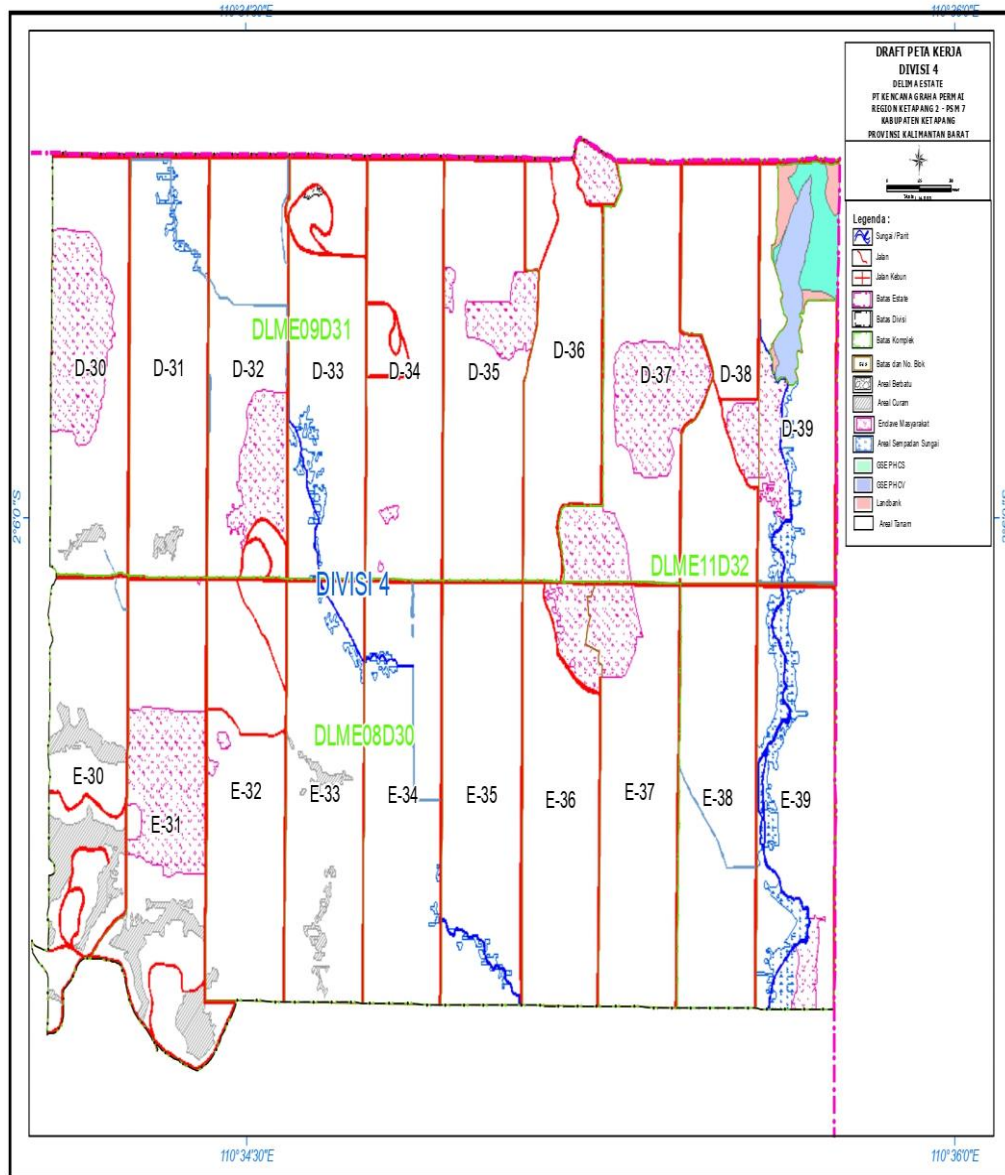 110°34'30"E
110°36'0"E
DRAFT PETA KERJA
DIVISI 4
DELIMA ESTATE
PT KENCANA GRAHA PERMAI
REGION KETAPANG 2 - PSM 7
KABUPATEN KETAPANG
PROVINSI KALIMANTAN BARAT
Legenda :
Sungai / Parit
Jalan
Jalan Kebun
Batas Estate
Batas Divisi
Batas Komplek
Batas dan No. Blok
Areal Berbatu
Areal Curam
Enclave Masyarakat
Areal Sempadan Sungai
GSE PHCS
GSE PHCV
Landbank
Areal Tanam
DLME09D31
D-30
D-31
D-32
D-33
D-34
D-35
D-36
D-37
D-38
D-39
2°6'0"S
2°6'0"S
DLME11D32
DIVISI 4
DLME08D30
E-30
E-31
E-32
E-33
E-34
E-35
E-36
E-37
E-38
E-39
110°34'30"E
110°36'0"E